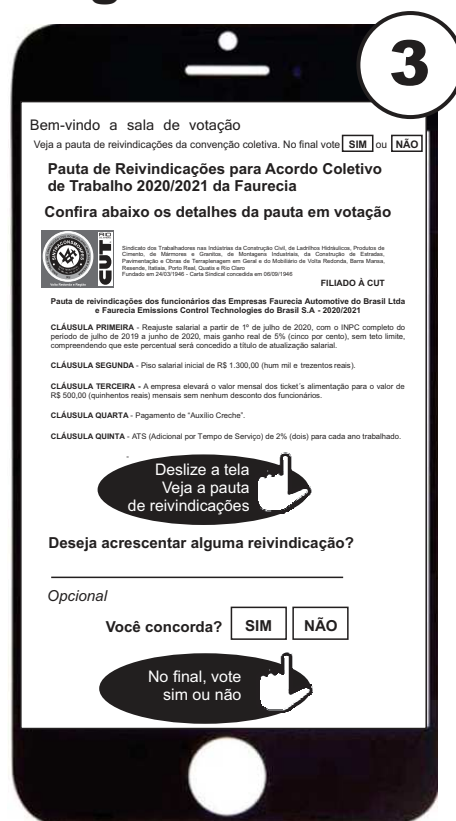 3
Bem-vindo a sala de votação
Veja a pauta de reivindicações da convenção coletiva. No final vote SIM ou NÃO
Pauta de Reivindicações para Acordo Coletivo
de Trabalho 2020/2021 da Faurecia
Confira abaixo os detalhes da pauta em votação
CUT RIO
Volta Redonda e Região
Sindicato dos Trabalhadores nas Indústrias da Construção Civil, de Ladrilhos Hidráulicos, Produtos de
Cimento, de Mármores e Granitos, de Montagens Industriais, da Construção de Estradas,
Pavimentação e Obras de Terraplenagem em Geral e do Mobiliário de Volta Redonda, Barra Mansa,
Resende, Itatiaia, Porto Real, Quatis e Rio Claro
Fundado em 24/03/1946 - Carta Sindical concedida em 06/09/1946
FILIADO À CUT
Pauta de reivindicações dos funcionários das Empresas Faurecia Automotive do Brasil Ltda
e Faurecia Emissions Control Technologies do Brasil S.A - 2020/2021
CLÁUSULA PRIMEIRA - Reajuste salarial a partir de 1º de julho de 2020, com o INPC completo do
período de julho de 2019 a junho de 2020, mais ganho real de 5% (cinco por cento), sem teto limite,
compreendendo que este percentual será concedido a título de atualização salarial.
CLÁUSULA SEGUNDA - Piso salarial inicial de R$ 1.300,00 (hum mil e trezentos reais).
CLÁUSULA TERCEIRA - A empresa elevará o valor mensal dos ticket´s alimentação para o valor de
R$ 500,00 (quinhentos reais) mensais sem nenhum desconto dos funcionários.
CLÁUSULA QUARTA - Pagamento de “Auxílio Creche”.
CLÁUSULA QUINTA - ATS (Adicional por Tempo de Serviço) de 2% (dois) para cada ano trabalhado.
Deslize a tela
Veja a pauta
de reivindicações
Deseja acrescentar alguma reivindicação?
Opcional
Você concorda? SIM NÃO
No final, vote
sim ou não